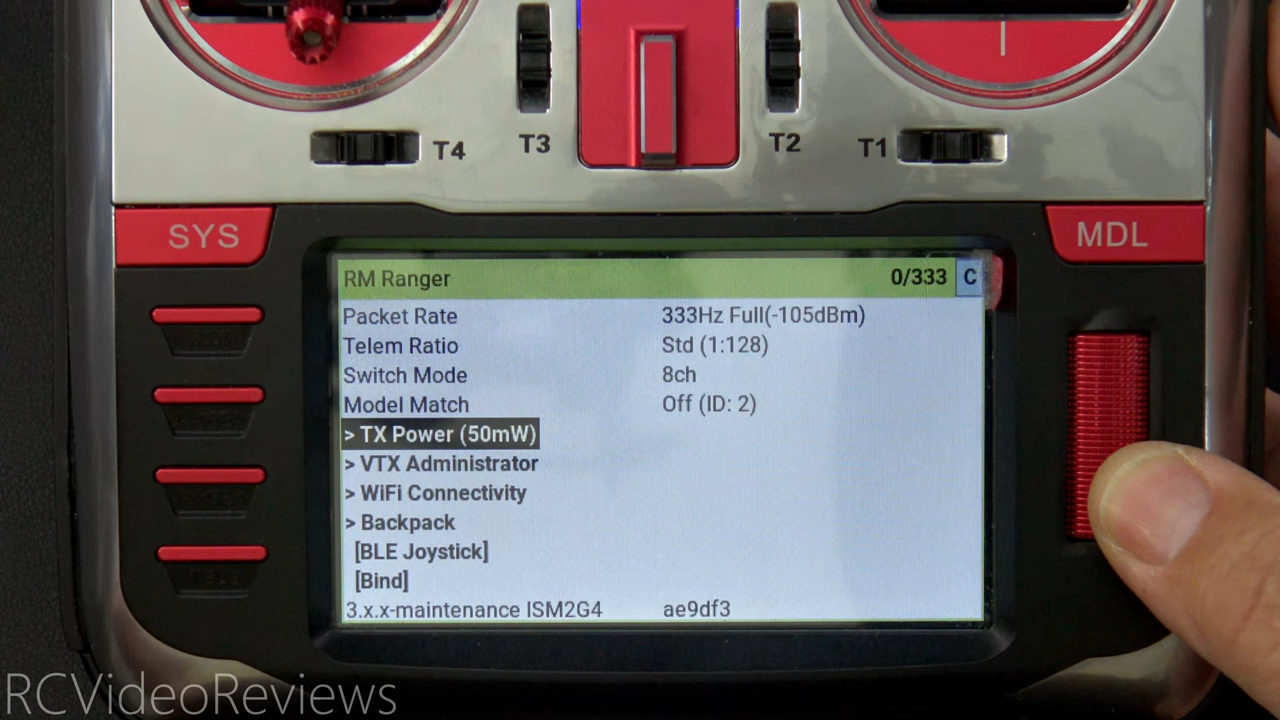 T4
T3
T2
T1
SYS
MDL
RM Ranger 0/333 C
Packet Rate 333Hz Full(-105dBm)
Telem Ratio Std (1:128)
Switch Mode 8ch
Model Match Off (ID: 2)
> TX Power (50mW)
> VTX Administrator
> WiFi Connectivity
> Backpack
[BLE Joystick]
[Bind]
3.x.x-maintenance ISM2G4 ae9df3
RCVideoReviews